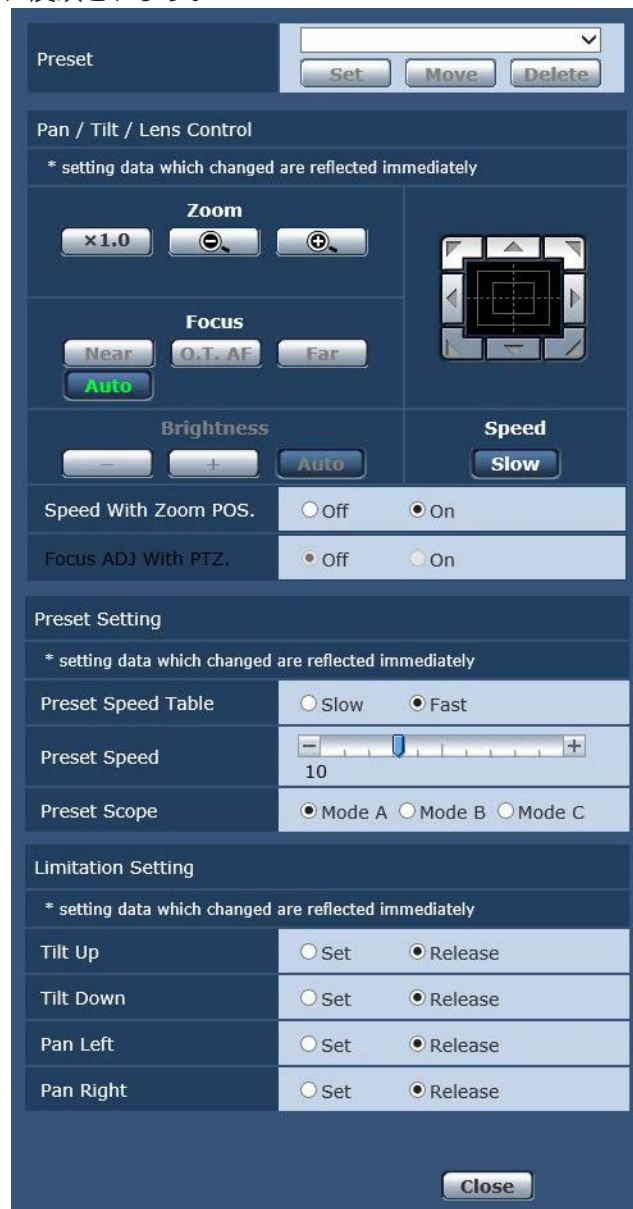 Preset
Set Move Delete
Pan / Tilt / Lens Control
* setting data which changed are reflected immediately
Zoom
×1.0
Focus
Near O.T. AF Far
Auto
Brightness
- + Auto
Speed
Slow
Speed With Zoom POS. Off On
Focus ADJ With PTZ. Off On
Preset Setting
* setting data which changed are reflected immediately
Preset Speed Table Slow Fast
Preset Speed - +
10
Preset Scope Mode A Mode B Mode C
Limitation Setting
* setting data which changed are reflected immediately
Tilt Up Set Release
Tilt Down Set Release
Pan Left Set Release
Pan Right Set Release
Close